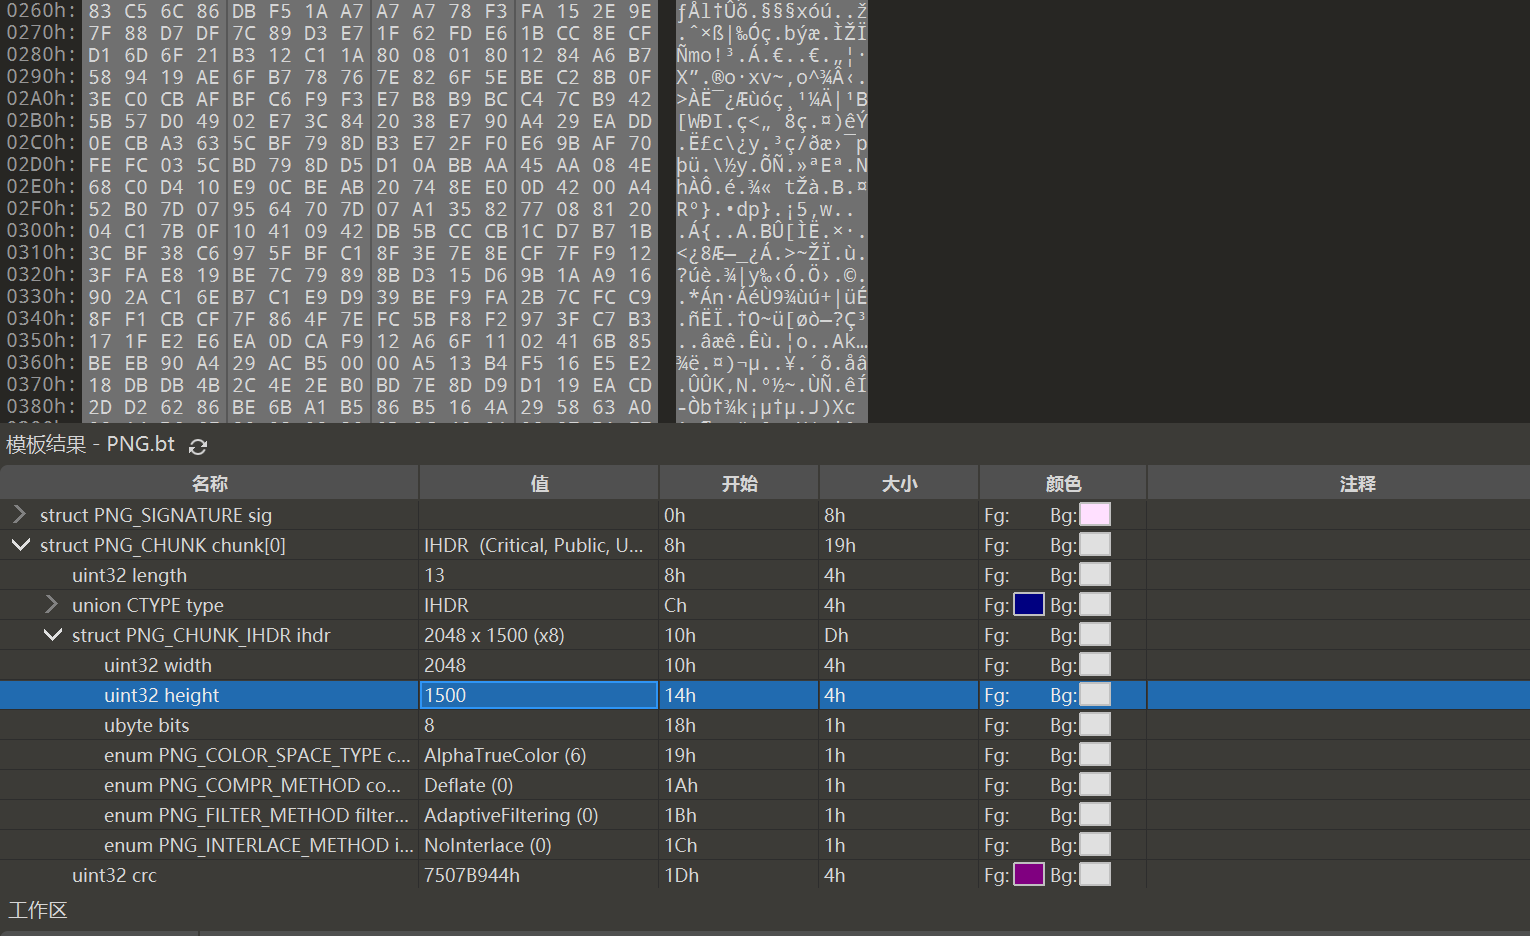 0260h: 83 C5 6C 86 DB F5 1A A7 A7 A7 78 F3 FA 15 2E 9E ƒÅl†Ûõ.§§§xóú..ž
0270h: 7F 88 D7 DF 7C 89 D3 E7 1F 62 FD E6 1B CC 8E CF .ˆ×ß|‰Óç.býæ.ÌŽÏ
0280h: D1 6D 6F 21 B3 12 C1 1A 80 08 01 80 12 84 A6 B7 Ñmo!³.Á.€..€.„¦·
0290h: 58 94 19 AE 6F B7 78 76 7E 82 6F 5E BE C2 8B 0F X”.®o·xv~‚o^¾Â‹.
02A0h: 3E C0 CB AF BF C6 F9 F3 E7 B8 B9 BC C4 7C B9 42 >ÀË¯¿Æùóç¸¹¼Ä|¹B
02B0h: 5B 57 D0 49 02 E7 3C 84 20 38 E7 90 A4 29 EA DD [WÐI.ç<„ 8ç.¤)êÝ
02C0h: 0E CB A3 63 5C BF 79 8D B3 E7 2F F0 E6 9B AF 70 .Ë£c\¿y.³ç/ðæ›¯p
02D0h: FE FC 03 5C BD 79 8D D5 D1 0A BB AA 45 AA 08 4E þü.\½y.ÕÑ.»ªEª.N
02E0h: 68 C0 D4 10 E9 0C BE AB 20 74 8E E0 0D 42 00 A4 hÀÔ.é.¾« tŽà.B.¤
02F0h: 52 B0 7D 07 95 64 70 7D 07 A1 35 82 77 08 81 20 R°}.•dp}.¡5‚w..
0300h: 04 C1 7B 0F 10 41 09 42 DB 5B CC CB 1C D7 B7 1B .Á{..A.BÛ[ÌË.×·.
0310h: 3C BF 38 C6 97 5F BF C1 8F 3E 7E 8E CF 7F F9 12 <¿8Æ—_¿Á.>~ŽÏ.ù.
0320h: 3F FA E8 19 BE 7C 79 89 8B D3 15 D6 9B 1A A9 16 ?úè.¾|y‰‹Ó.Ö›.©.
0330h: 90 2A C1 6E B7 C1 E9 D9 39 BE F9 FA 2B 7C FC C9 .*Án·ÁéÙ9¾ùú+|üÉ
0340h: 8F F1 CB CF 7F 86 4F 7E FC 5B F8 F2 97 3F C7 B3 .ñËÏ.†O~ü[øò—?Ç³
0350h: 17 1F E2 E6 EA 0D CA F9 12 A6 6F 11 02 41 6B 85 ..âæê.Êù.¦o..Ak…
0360h: BE EB 90 A4 29 AC B5 00 00 A5 13 B4 F5 16 E5 E2 ¾ë.¤)¬µ..¥.´õ.åâ
0370h: 18 DB DB 4B 2C 4E 2E B0 BD 7E 8D D9 D1 19 EA CD .ÛÛK,N.°½~.ÙÑ.êÍ
0380h: 2D D2 62 86 BE 6B A1 B5 86 B5 16 4A 29 58 63 A0 -Òb†¾k¡µ†µ.J)Xc
模板结果 - PNG.bt
名称 值 开始 大小 颜色 注释
struct PNG_SIGNATURE sig 0h 8h Fg: Bg:
struct PNG_CHUNK chunk[0] IHDR (Critical, Public, U... 8h 19h Fg: Bg:
uint32 length 13 8h 4h Fg: Bg:
union CTYPE type IHDR Ch 4h Fg: Bg:
struct PNG_CHUNK_IHDR ihdr 2048 x 1500 (x8) 10h Dh Fg: Bg:
uint32 width 2048 10h 4h Fg: Bg:
uint32 height 1500 14h 4h Fg: Bg:
ubyte bits 8 18h 1h Fg: Bg:
enum PNG_COLOR_SPACE_TYPE c... AlphaTrueColor (6) 19h 1h Fg: Bg:
enum PNG_COMPR_METHOD co... Deflate (0) 1Ah 1h Fg: Bg:
enum PNG_FILTER_METHOD filter... AdaptiveFiltering (0) 1Bh 1h Fg: Bg:
enum PNG_INTERLACE_METHOD i... NoInterlace (0) 1Ch 1h Fg: Bg:
uint32 crc 7507B944h 1Dh 4h Fg: Bg:
工作区